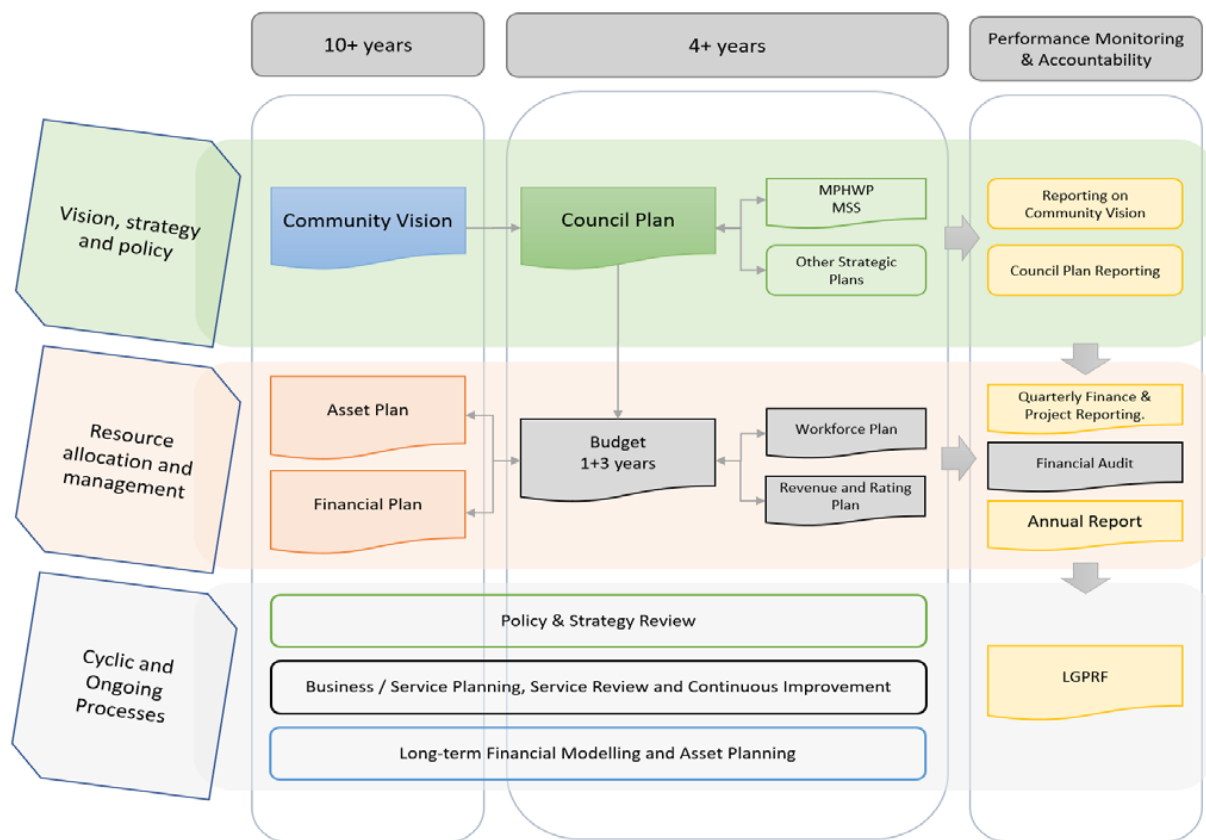 10+ years
4+ years
Performance Monitoring
& Accountability
Vision, strategy
and policy
Community Vision
Council Plan
MPHWP
MSS
Other Strategic
Plans
Reporting on
Community Vision
Council Plan Reporting
Resource
allocation and
management
Asset Plan
Financial Plan
Budget
1+3 years
Workforce Plan
Revenue and Rating
Plan
Quarterly Finance &
Project Reporting.
Financial Audit
Annual Report
Cyclic and
Ongoing
Processes
Policy & Strategy Review
Business / Service Planning, Service Review and Continuous Improvement
Long-term Financial Modelling and Asset Planning
LGPRF